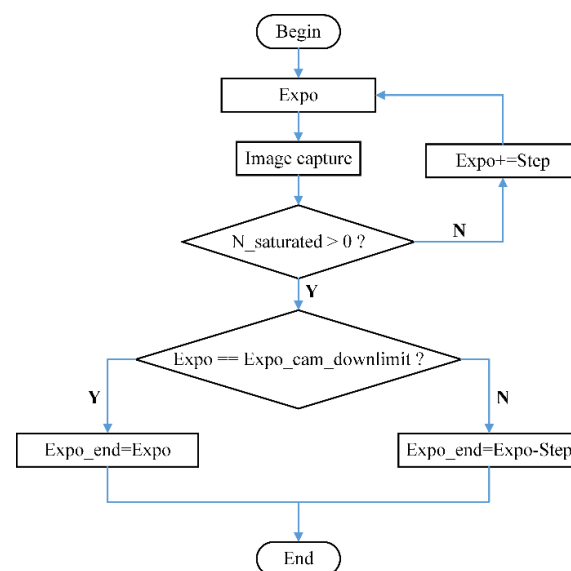 Begin
Expo
Image capture
Expo+=Step
N_saturated > 0 ?
N
Y
Expo == Expo_cam_downlimit ?
Y
N
Expo_end=Expo
Expo_end=Expo-Step
End